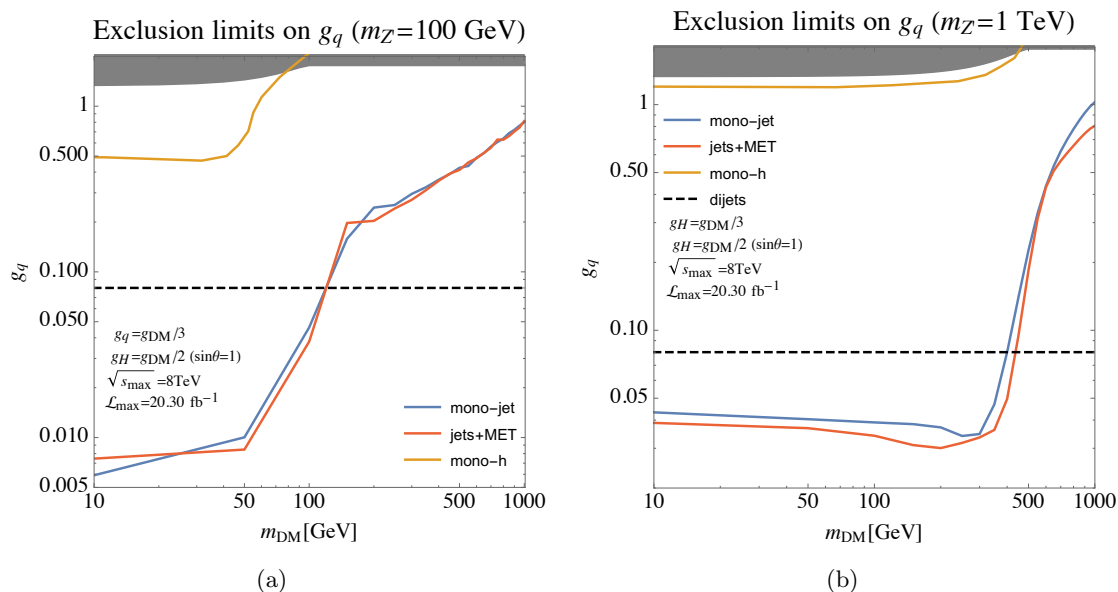 Exclusion limits on g_q (m_Z'=100 GeV)
1
0.500
0.100
0.050
0.010
0.005
g_q
g_q=g_DM/3
g_H=g_DM/2 (sinθ=1)
√s_max =8TeV
ℒ_max=20.30 fb⁻¹
mono-jet
jets+MET
mono-h
10 50 100 500 1000
m_DM[GeV]
(a)
Exclusion limits on g_q (m_Z'=1 TeV)
1
0.50
0.10
0.05
g_q
mono-jet
jets+MET
mono-h
dijets
g_H=g_DM/3
g_H=g_DM/2 (sinθ=1)
√s_max =8TeV
ℒ_max=20.30 fb⁻¹
10 50 100 500 1000
m_DM[GeV]
(b)